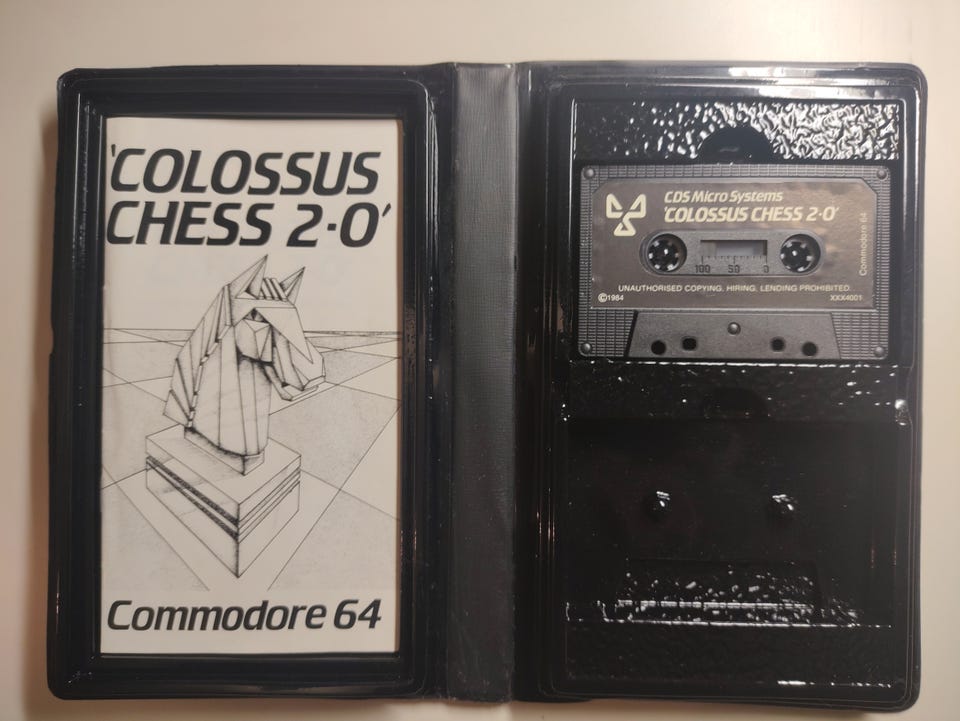 'COLOSSUS
CHESS 2·0'
Commodore 64
CDS Micro Systems
'COLOSSUS CHESS 2·0'
Commodore 64
100 50 0
UNAUTHORISED COPYING, HIRING, LENDING PROHIBITED.
©1984 XXX4001